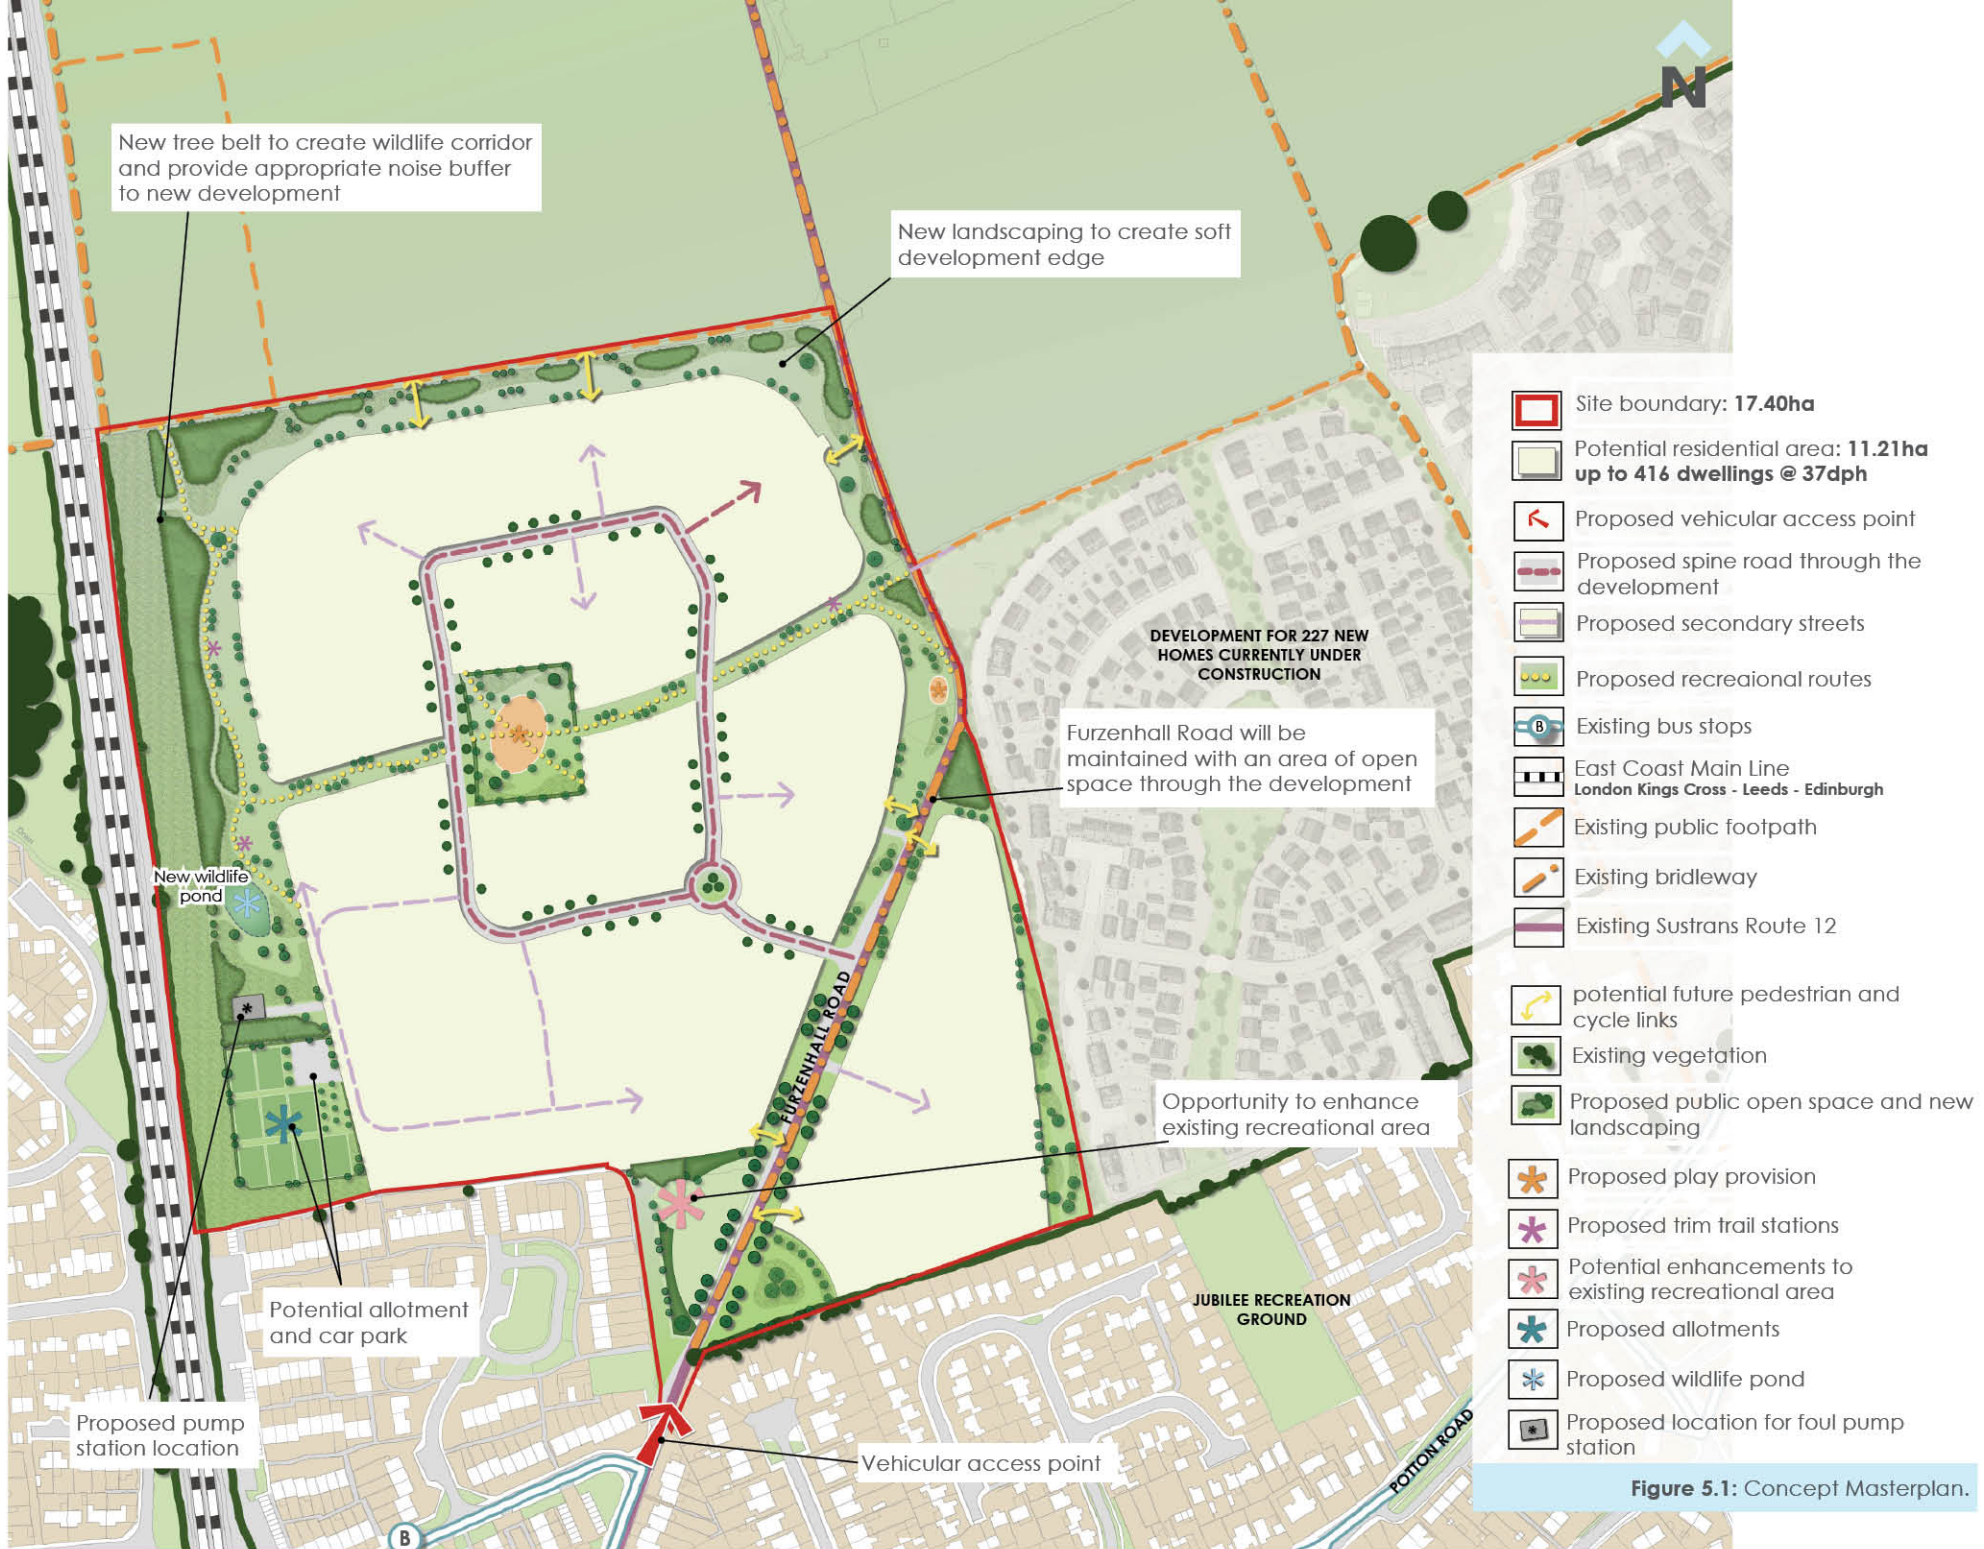 N
New tree belt to create wildlife corridor
and provide appropriate noise buffer
to new development
New landscaping to create soft
development edge
DEVELOPMENT FOR 227 NEW
HOMES CURRENTLY UNDER
CONSTRUCTION
Furzenhall Road will be
maintained with an area of open
space through the development
New wildlife
pond
FURZENHALL ROAD
Opportunity to enhance
existing recreational area
Potential allotment
and car park
JUBILEE RECREATION
GROUND
Proposed pump
station location
Vehicular access point
POTTON ROAD
B
Drain
Site boundary: 17.40ha
Potential residential area: 11.21ha
up to 416 dwellings @ 37dph
Proposed vehicular access point
Proposed spine road through the
development
Proposed secondary streets
Proposed recreaional routes
B
Existing bus stops
East Coast Main Line
London Kings Cross - Leeds - Edinburgh
Existing public footpath
Existing bridleway
Existing Sustrans Route 12
potential future pedestrian and
cycle links
Existing vegetation
Proposed public open space and new
landscaping
Proposed play provision
Proposed trim trail stations
Potential enhancements to
existing recreational area
Proposed allotments
Proposed wildlife pond
Proposed location for foul pump
station
Figure 5.1: Concept Masterplan.